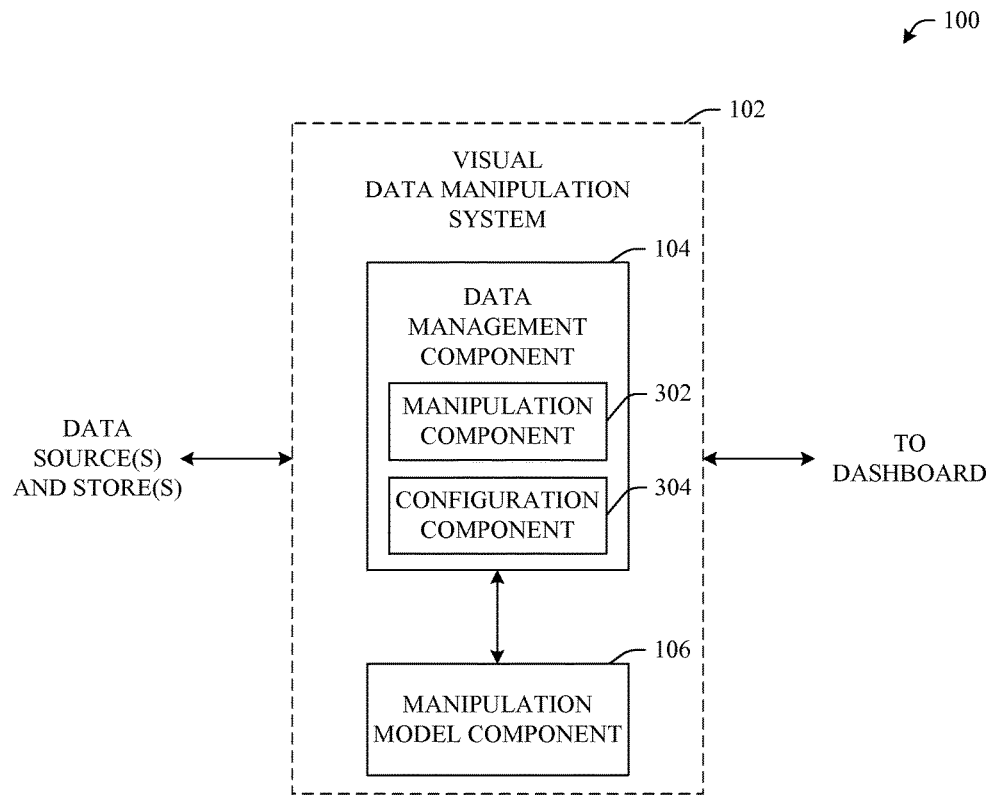 100
102
VISUAL
DATA MANIPULATION
SYSTEM
104
DATA
MANAGEMENT
COMPONENT
302
MANIPULATION
COMPONENT
DATA
SOURCE(S)
AND STORE(S)
TO
DASHBOARD
304
CONFIGURATION
COMPONENT
106
MANIPULATION
MODEL COMPONENT